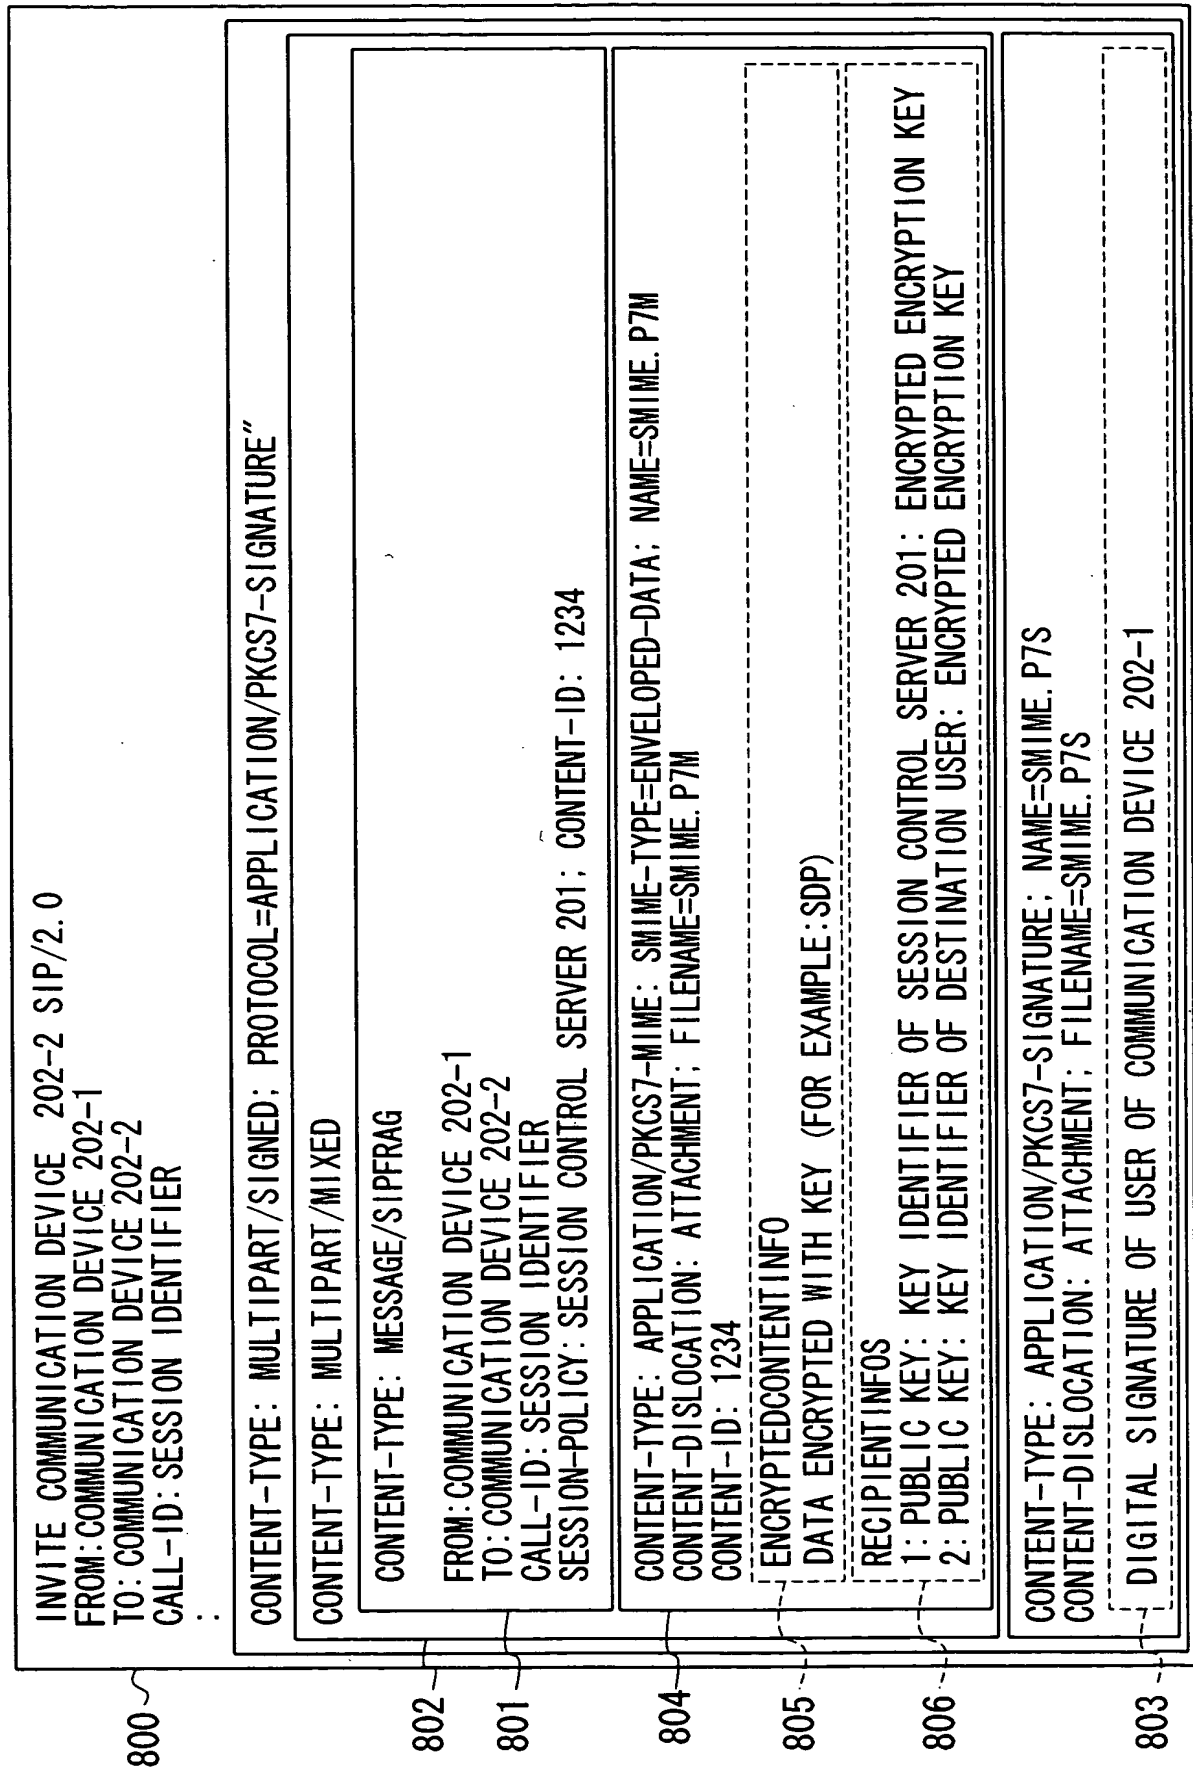 INVITE COMMUNICATION DEVICE 202-2 SIP/2.0
FROM:COMMUNICATION DEVICE 202-1
TO:COMMUNICATION DEVICE 202-2
CALL-ID:SESSION IDENTIFIER
:
CONTENT-TYPE: MULTIPART/SIGNED; PROTOCOL=APPLICATION/PKCS7-SIGNATURE"
CONTENT-TYPE: MULTIPART/MIXED
CONTENT-TYPE: MESSAGE/SIPFRAG
FROM:COMMUNICATION DEVICE 202-1
TO:COMMUNICATION DEVICE 202-2
CALL-ID:SESSION IDENTIFIER
SESSION-POLICY:SESSION CONTROL SERVER 201; CONTENT-ID: 1234
CONTENT-TYPE: APPLICATION/PKCS7-MIME: SMIME-TYPE=ENVELOPED-DATA; NAME=SMIME.P7M
CONTENT-DISLOCATION: ATTACHMENT; FILENAME=SMIME.P7M
CONTENT-ID: 1234
ENCRYPTEDCONTENTINFO
DATA ENCRYPTED WITH KEY (FOR EXAMPLE:SDP)
RECIPIENTINFOS
1:PUBLIC KEY: KEY IDENTIFIER OF SESSION CONTROL SERVER 201: ENCRYPTED ENCRYPTION KEY
2:PUBLIC KEY: KEY IDENTIFIER OF DESTINATION USER: ENCRYPTED ENCRYPTION KEY
CONTENT-TYPE: APPLICATION/PKCS7-SIGNATURE; NAME=SMIME.P7S
CONTENT-DISLOCATION: ATTACHMENT; FILENAME=SMIME.P7S
DIGITAL SIGNATURE OF USER OF COMMUNICATION DEVICE 202-1
800
802
801
804
805
806
803